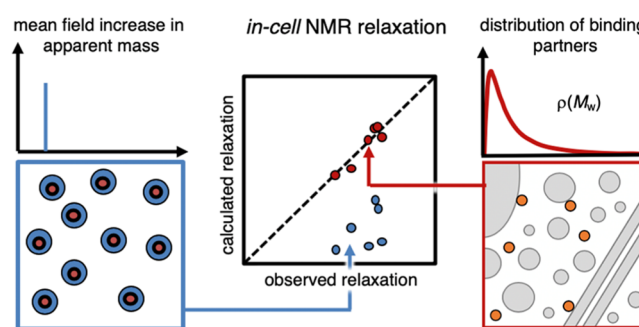 mean field increase in
apparent mass
in-cell NMR relaxation
calculated relaxation
observed relaxation
distribution of binding
partners
ρ(Mw)